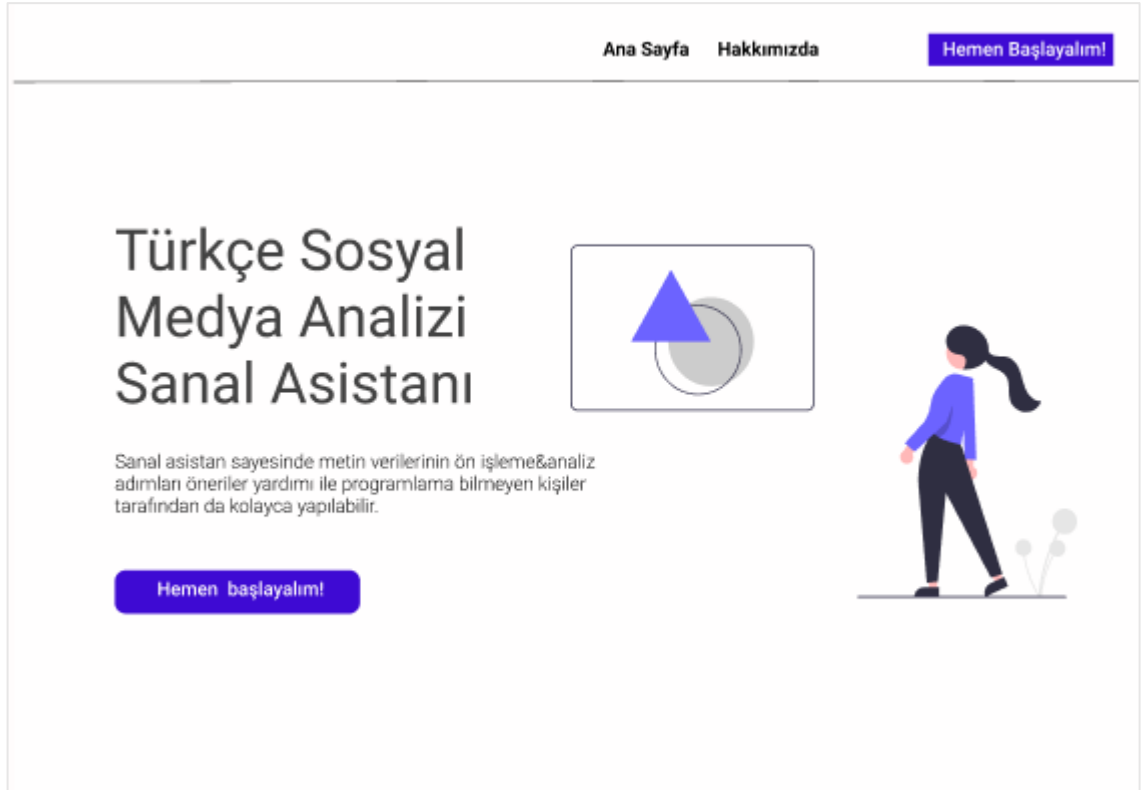 Ana Sayfa Hakkımızda Hemen Başlayalım!
Türkçe Sosyal
Medya Analizi
Sanal Asistanı
Sanal asistan sayesinde metin verilerinin ön işleme&analiz
adımları öneriler yardımı ile programlama bilmeyen kişiler
tarafından da kolayca yapılabilir.
Hemen başlayalım!